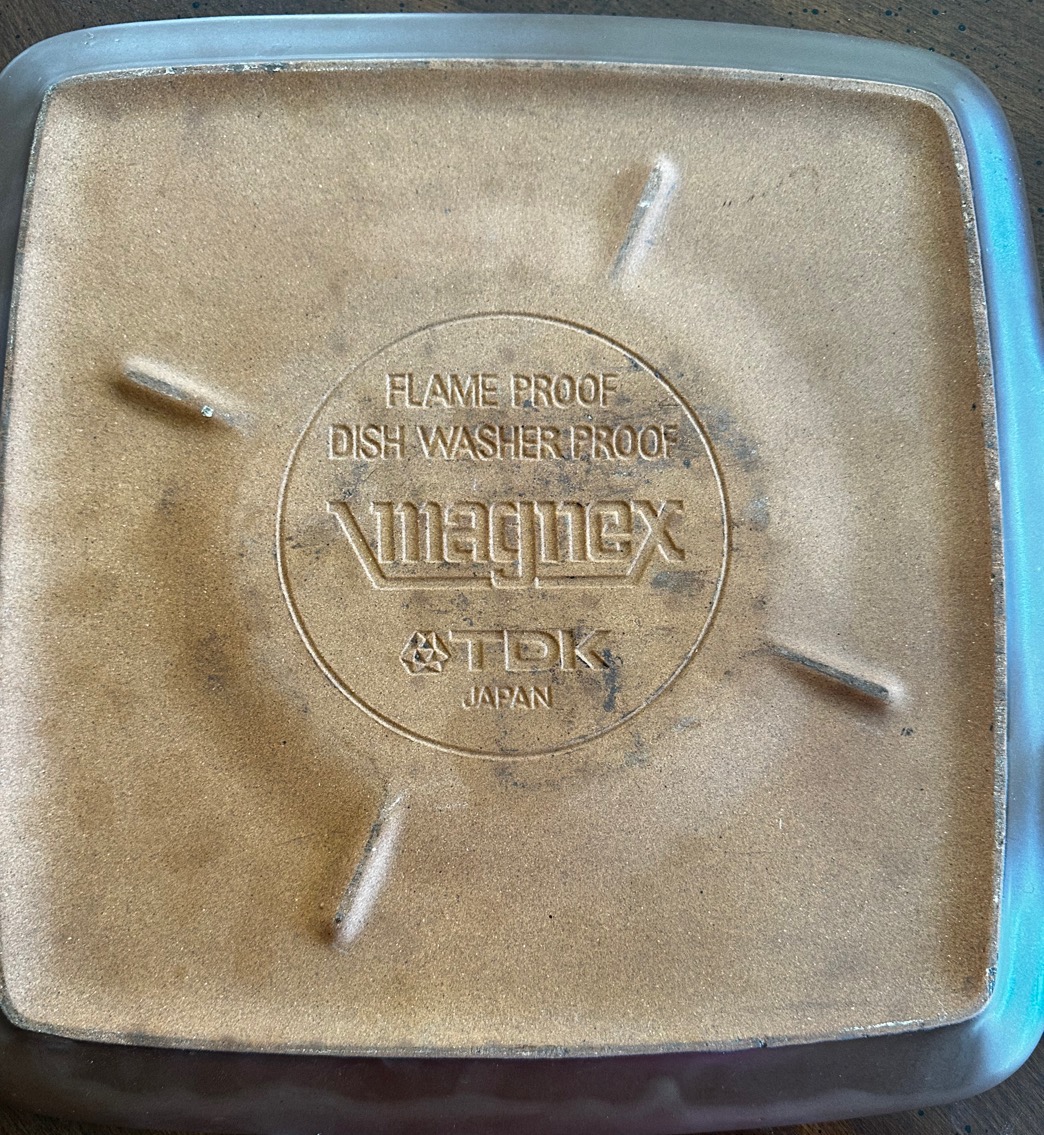 FLAME PROOF
DISH WASHER PROOF
magnex
TDK
JAPAN